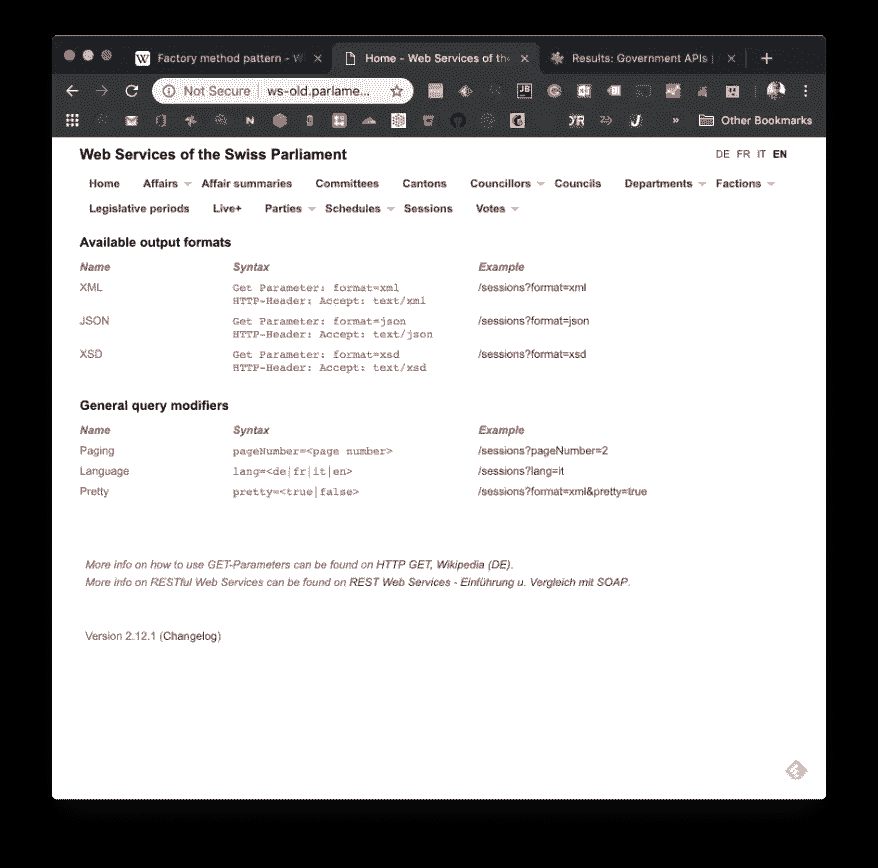 Factory method pattern - W
Home - Web Services of the
Results: Government APIs |
Not Secure ws-old.parlame...
JB
N
Other Bookmarks
Web Services of the Swiss Parliament
DE FR IT EN
Home Affairs Affair summaries Committees Cantons Councillors Councils Departments Factions
Legislative periods Live+ Parties Schedules Sessions Votes
Available output formats
Name Syntax Example
XML Get Parameter: format=xml /sessions?format=xml
HTTP-Header: Accept: text/xml
JSON Get Parameter: format=json /sessions?format=json
HTTP-Header: Accept: text/json
XSD Get Parameter: format=xsd /sessions?format=xsd
HTTP-Header: Accept: text/xsd
General query modifiers
Name Syntax Example
Paging pageNumber=<page number> /sessions?pageNumber=2
Language lang=<de|fr|it|en> /sessions?lang=it
Pretty pretty=<true|false> /sessions?format=xml&pretty=true
More info on how to use GET-Parameters can be found on HTTP GET, Wikipedia (DE).
More info on RESTful Web Services can be found on REST Web Services - Einführung u. Vergleich mit SOAP.
Version 2.12.1 (Changelog)